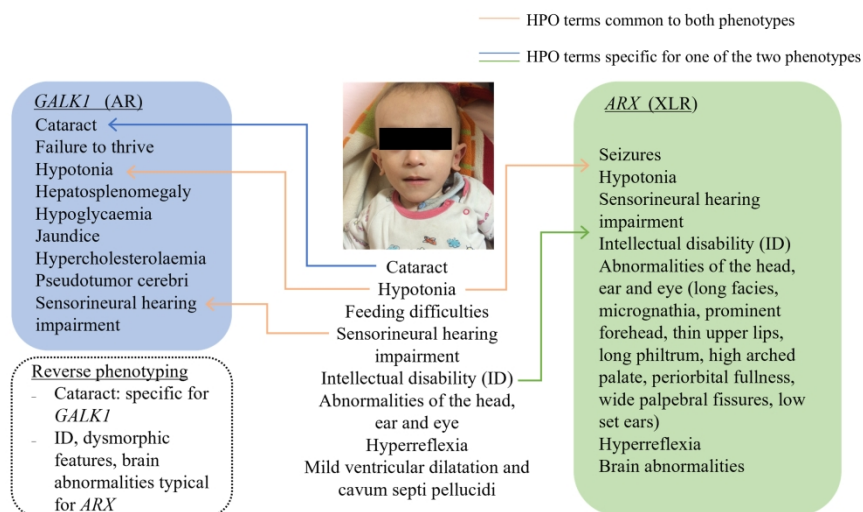 HPO terms common to both phenotypes
HPO terms specific for one of the two phenotypes
GALK1 (AR)
Cataract
Failure to thrive
Hypotonia
Hepatosplenomegaly
Hypoglycaemia
Jaundice
Hypercholesterolaemia
Pseudotumor cerebri
Sensorineural hearing
impairment
Reverse phenotyping
- Cataract: specific for
GALK1
- ID, dysmorphic
features, brain
abnormalities typical
for ARX
Cataract
Hypotonia
Feeding difficulties
Sensorineural hearing
impairment
Intellectual disability (ID)
Abnormalities of the head,
ear and eye
Hyperreflexia
Mild ventricular dilatation and
cavum septi pellucidi
ARX (XLR)
Seizures
Hypotonia
Sensorineural hearing
impairment
Intellectual disability (ID)
Abnormalities of the head,
ear and eye (long facies,
micrognathia, prominent
forehead, thin upper lips,
long philtrum, high arched
palate, periorbital fullness,
wide palpebral fissures, low
set ears)
Hyperreflexia
Brain abnormalities